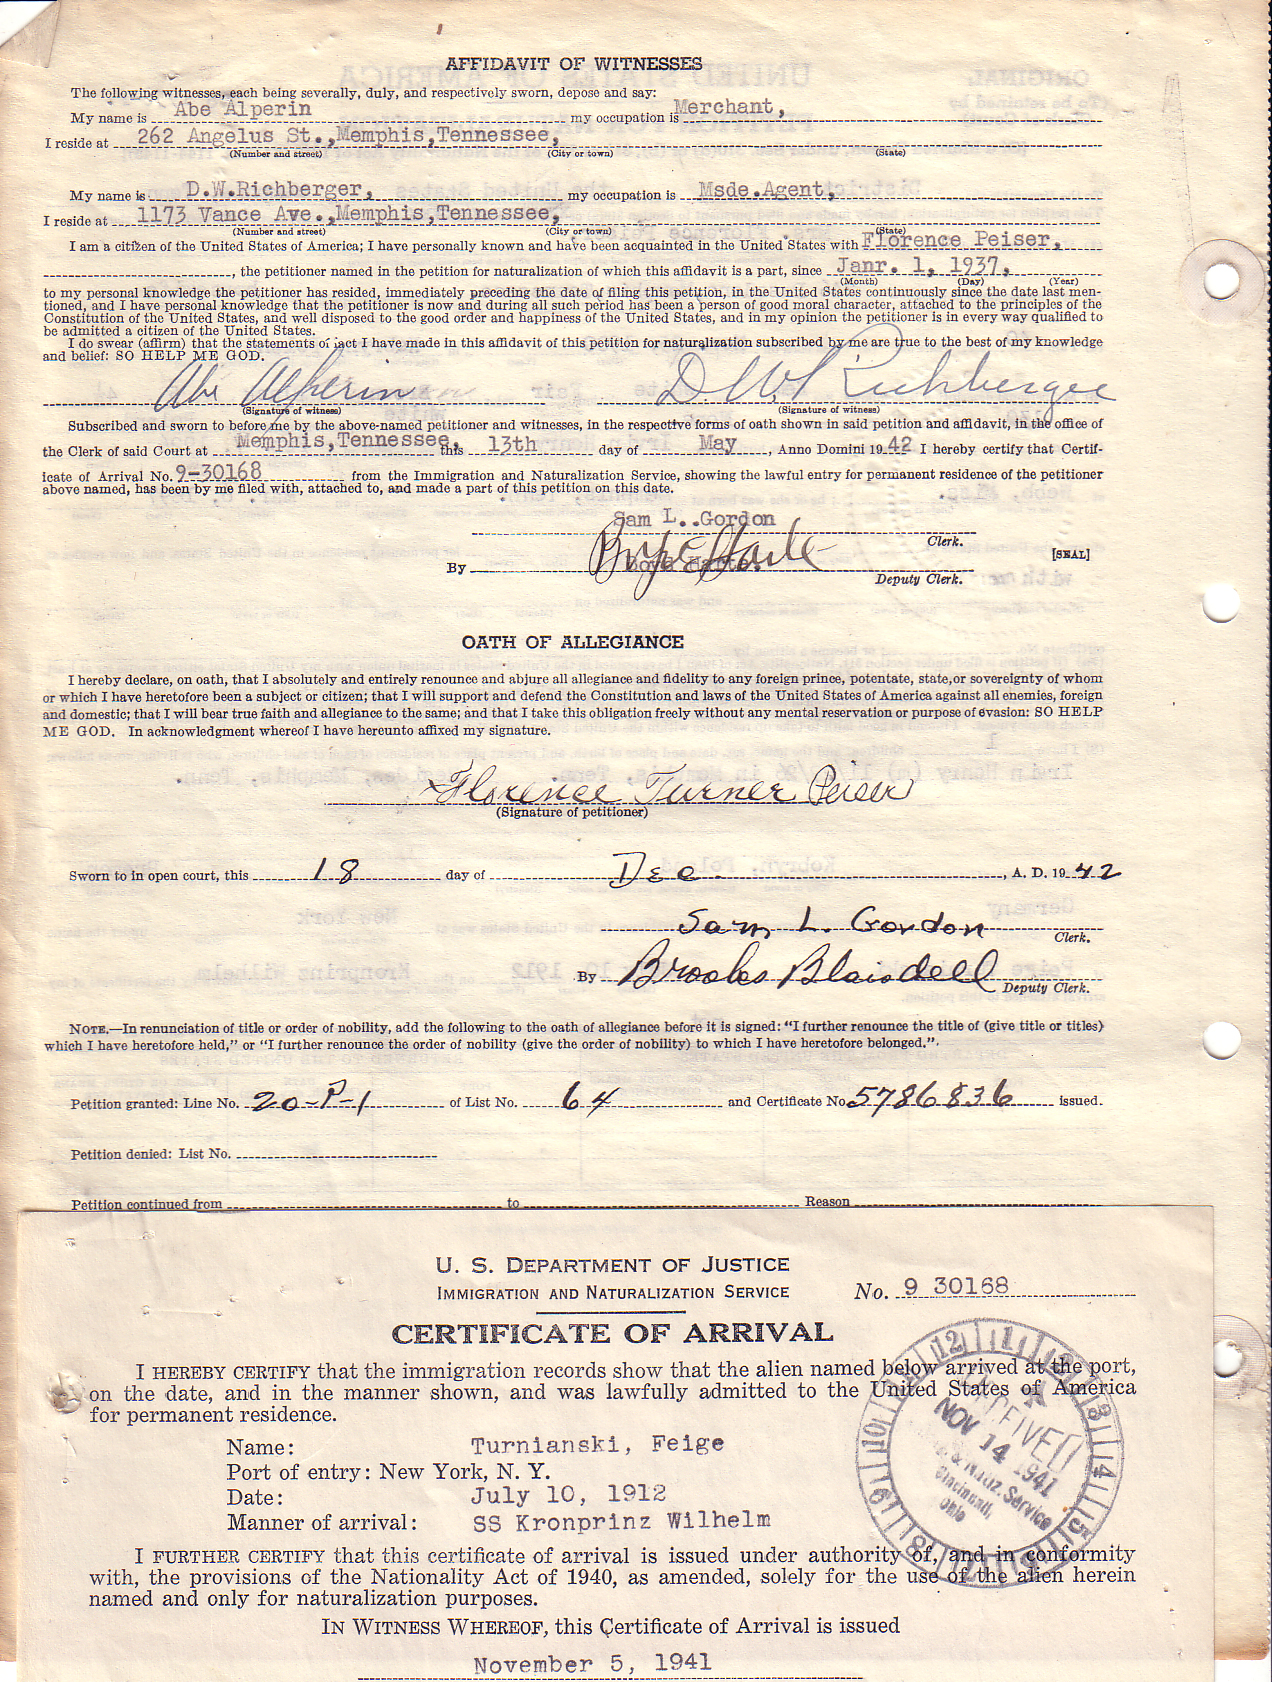 AFFIDAVIT OF WITNESSES
The following witnesses, each being severally, duly, and respectively sworn, depose and say:
My name is Abe Alperin my occupation is Merchant,
I reside at 262 Angelus St.,Memphis,Tennessee,
(Number and street) (City or town) (State)
My name is D.W.Richberger, my occupation is Msde.Agent,
I reside at 1173 Vance Ave.,Memphis,Tennessee,
(Number and street) (City or town) (State)
I am a citizen of the United States of America; I have personally known and have been acquainted in the United States with Florence Peiser,
, the petitioner named in the petition for naturalization of which this affidavit is a part, since Janr. 1, 1937,
(Month) (Day) (Year)
to my personal knowledge the petitioner has resided, immediately preceding the date of filing this petition, in the United States continuously since the date last men-
tioned, and I have personal knowledge that the petitioner is now and during all such period has been a person of good moral character, attached to the principles of the
Constitution of the United States, and well disposed to the good order and happiness of the United States, and in my opinion the petitioner is in every way qualified to
be admitted a citizen of the United States.
I do swear (affirm) that the statements of fact I have made in this affidavit of this petition for naturalization subscribed by me are true to the best of my knowledge
and belief: SO HELP ME GOD.
Abe Alperin D. W. Richberger
(Signature of witness) (Signature of witness)
Subscribed and sworn to before me by the above-named petitioner and witnesses, in the respective forms of oath shown in said petition and affidavit, in the office of
the Clerk of said Court at Memphis,Tennessee, this 13th day of May, Anno Domini 1942 I hereby certify that Certif-
icate of Arrival No. 9-30168 from the Immigration and Naturalization Service, showing the lawful entry for permanent residence of the petitioner
above named, has been by me filed with, attached to, and made a part of this petition on this date.
Sam L. Gordon
Clerk.
[SEAL]
By
Deputy Clerk.
OATH OF ALLEGIANCE
I hereby declare, on oath, that I absolutely and entirely renounce and abjure all allegiance and fidelity to any foreign prince, potentate, state, or sovereignty of whom
or which I have heretofore been a subject or citizen; that I will support and defend the Constitution and laws of the United States of America against all enemies, foreign
and domestic; that I will bear true faith and allegiance to the same; and that I take this obligation freely without any mental reservation or purpose of evasion: SO HELP
ME GOD. In acknowledgment whereof I have hereunto affixed my signature.
Florence Turner Peiser
(Signature of petitioner)
Sworn to in open court, this 18 day of Dec, A. D. 1942
Sam L. Gordon
Clerk.
By Brooks Blaisdell
Deputy Clerk.
NOTE.—In renunciation of title or order of nobility, add the following to the oath of allegiance before it is signed: "I further renounce the title of (give title or titles)
which I have heretofore held," or "I further renounce the order of nobility (give the order of nobility) to which I have heretofore belonged."
Petition granted: Line No. 20-P-1 of List No. 64 and Certificate No. 5786836 issued.
Petition denied: List No.
Petition continued from to Reason
U. S. DEPARTMENT OF JUSTICE
IMMIGRATION AND NATURALIZATION SERVICE
No. 9 30168
CERTIFICATE OF ARRIVAL
I HEREBY CERTIFY that the immigration records show that the alien named below arrived at the port,
on the date, and in the manner shown, and was lawfully admitted to the United States of America
for permanent residence.
Name: Turnianski, Feige
Port of entry: New York, N. Y.
Date: July 10, 1912
Manner of arrival: SS Kronprinz Wilhelm
RECEIVED
NOV 14 1941
& Natz. Service
Cincinnati,
Ohio
I FURTHER CERTIFY that this certificate of arrival is issued under authority of, and in conformity
with, the provisions of the Nationality Act of 1940, as amended, solely for the use of the alien herein
named and only for naturalization purposes.
IN WITNESS WHEREOF, this Certificate of Arrival is issued
November 5, 1941